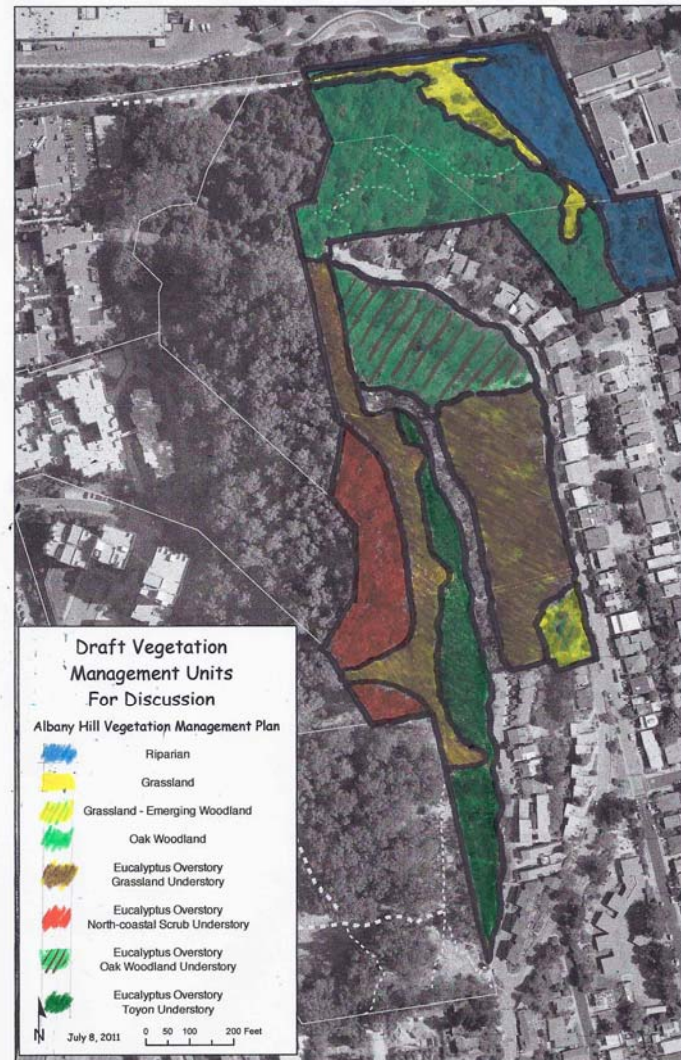 Draft Vegetation
Management Units
For Discussion
Albany Hill Vegetation Management Plan
Riparian
Grassland
Grassland - Emerging Woodland
Oak Woodland
Eucalyptus Overstory
Grassland Understory
Eucalyptus Overstory
North-coastal Scrub Understory
Eucalyptus Overstory
Oak Woodland Understory
Eucalyptus Overstory
Toyon Understory
N
July 8, 2011
0 50 100 200 Feet